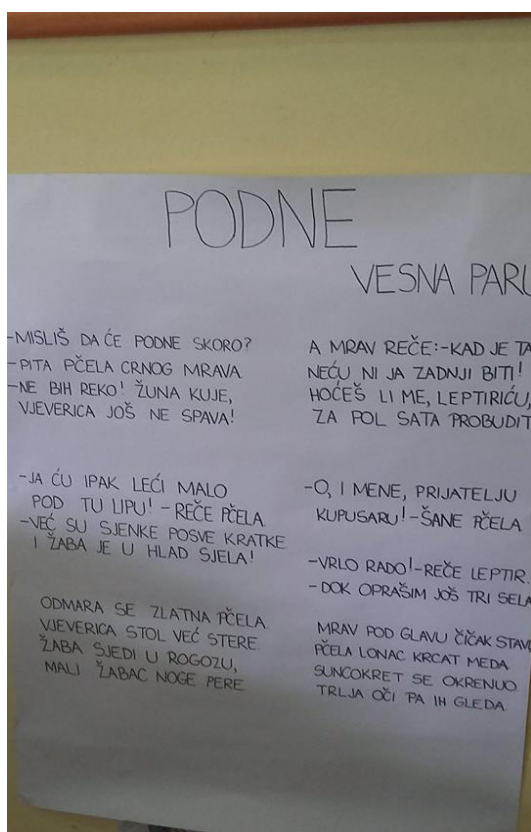 PODNE
VESNA PARU
-MISLIŠ DA ĆE PODNE SKORO?
-PITA PČELA CRNOG MRAVA
-NE BIH REKO! ŽUNA KUJE,
VJEVERICA JOŠ NE SPAVA!
-JA ĆU IPAK LEĆI MALO
POD TU LIPU! -REČE PČELA
-VEĆ SU SJENKE POSVE KRATKE
I ŽABA JE U HLAD SJELA!
ODMARA SE ZLATNA PČELA
VJEVERICA STOL VEĆ STERE
ŽABA SJEDI U ROGOZU,
MALI ŽABAC NOGE PERE
A MRAV REČE:-KAD JE TA
NEĆU NI JA ZADNJI BITI!
HOĆEŠ LI ME, LEPTIRIĆU,
ZA POL SATA PROBUDIT
-O, I MENE, PRIJATELJU
KUPUSARU!-ŠANE PČELA
-VRLO RADO!-REČE LEPTIR
-DOK OPRAŠIM JOŠ TRI SELA
MRAV POD GLAVU ČIČAK STAV
PČELA LONAC KRCAT MEDA
SUNCOKRET SE OKRENUO
TRLJA OČI PA IH GLEDA